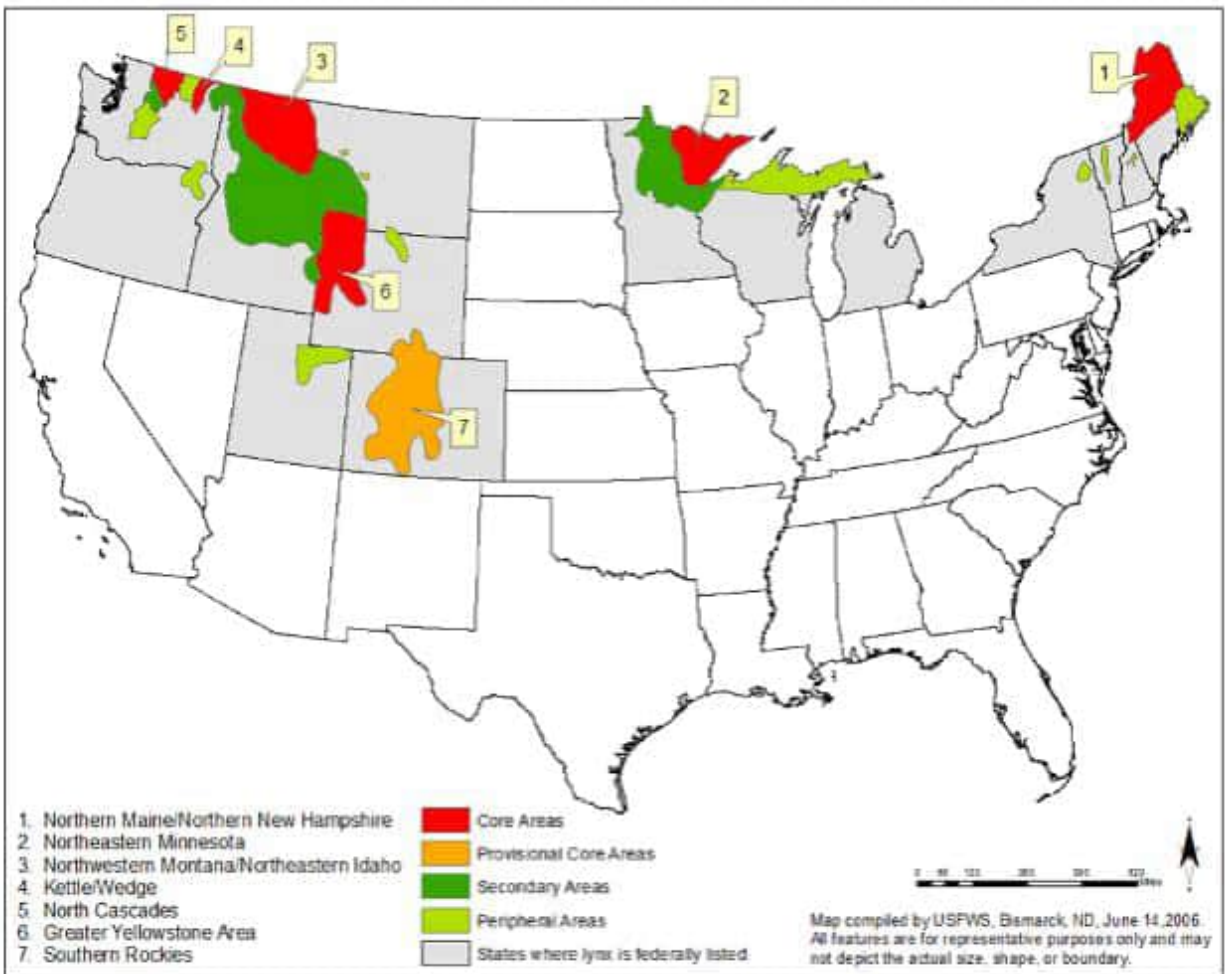 5
4
3
2
1
6
7
1. Northern Maine/Northern New Hampshire
2. Northeastern Minnesota
3. Northwestern Montana/Northeastern Idaho
4. Kettle/Wedge
5. North Cascades
6. Greater Yellowstone Area
7. Southern Rockies
Core Areas
Provisional Core Areas
Secondary Areas
Peripheral Areas
States where lynx is federally listed
0
Miles
Map compiled by USFWS, Bismarck, ND, June 14,2006.
All features are for representative purposes only and may
not depict the actual size, shape, or boundary.